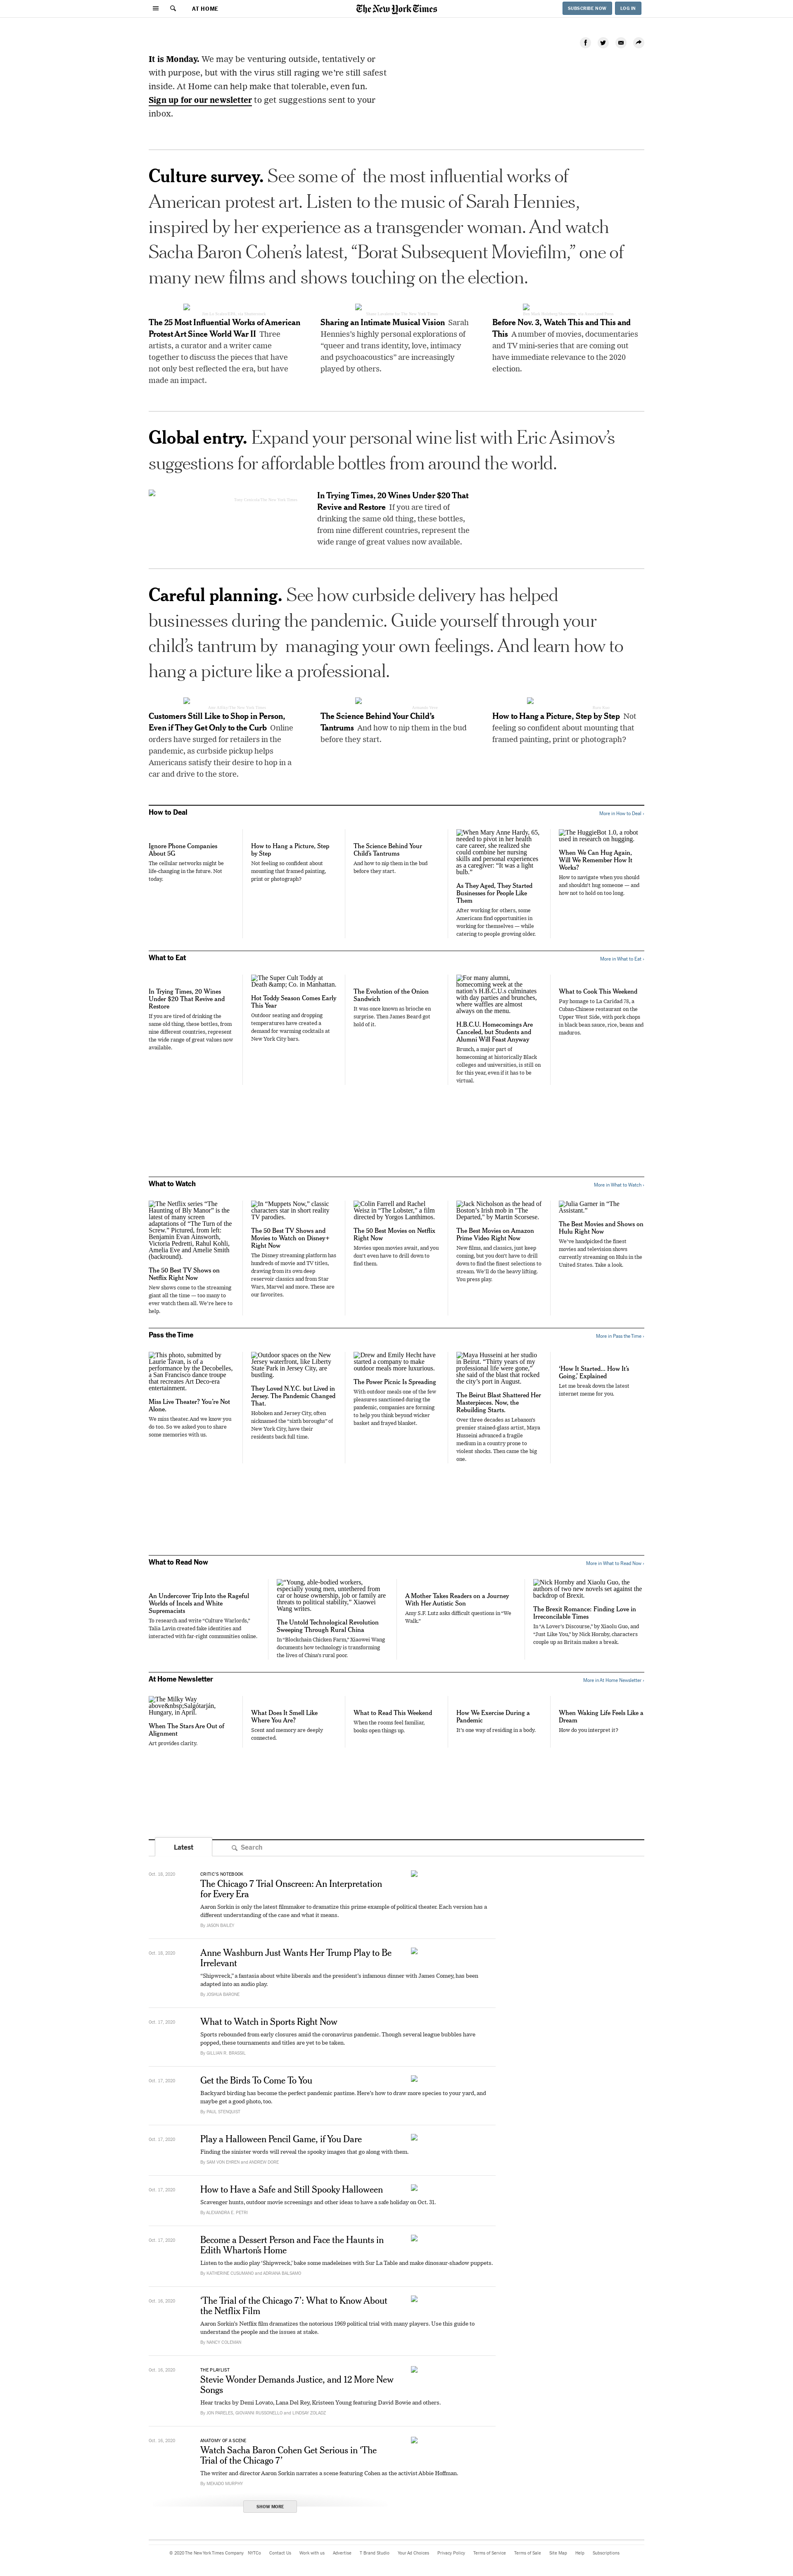 AT HOME
The New York Times
SUBSCRIBE NOW
LOG IN
It is Monday. We may be venturing outside, tentatively or
with purpose, but with the virus still raging we're still safest
inside. At Home can help make that tolerable, even fun.
Sign up for our newsletter to get suggestions sent to your
inbox.
Culture survey. See some of the most influential works of
American protest art. Listen to the music of Sarah Hennies,
inspired by her experience as a transgender woman. And watch
Sacha Baron Cohen's latest, “Borat Subsequent Moviefilm,” one of
many new films and shows touching on the election.
The 25 Most Influential Works of American
Protest Art Since World War II Three
artists, a curator and a writer came
together to discuss the pieces that have
not only best reflected the era, but have
made an impact.
Sharing an Intimate Musical Vision Sarah
Hennies's highly personal explorations of
“queer and trans identity, love, intimacy
and psychoacoustics” are increasingly
played by others.
Before Nov. 3, Watch This and This and
This A number of movies, documentaries
and TV mini-series that are coming out
have immediate relevance to the 2020
election.
Global entry. Expand your personal wine list with Eric Asimov's
suggestions for affordable bottles from around the world.
In Trying Times, 20 Wines Under $20 That
Revive and Restore If you are tired of
drinking the same old thing, these bottles,
from nine different countries, represent the
wide range of great values now available.
Careful planning. See how curbside delivery has helped
businesses during the pandemic. Guide yourself through your
child's tantrum by managing your own feelings. And learn how to
hang a picture like a professional.
Customers Still Like to Shop in Person,
Even if They Get Only to the Curb Online
orders have surged for retailers in the
pandemic, as curbside pickup helps
Americans satisfy their desire to hop in a
car and drive to the store.
The Science Behind Your Child's
Tantrums And how to nip them in the bud
before they start.
How to Hang a Picture, Step by Step Not
feeling so confident about mounting that
framed painting, print or photograph?
How to Deal
More in How to Deal ›
Ignore Phone Companies
About 5G
The cellular networks might be
life-changing in the future. Not
today.
How to Hang a Picture, Step
by Step
Not feeling so confident about
mounting that framed painting,
print or photograph?
The Science Behind Your
Child's Tantrums
And how to nip them in the bud
before they start.
When Mary Anne Hardy, 65,
needed to pivot in her health
care career, she realized she
could combine her nursing
skills and personal experiences
as a caregiver: “It was a light
bulb.”
As They Aged, They Started
Businesses for People Like
Them
After working for others, some
Americans find opportunities in
working for themselves — while
catering to people growing older.
The HuggieBot 1.0, a robot
used in research on hugging.
When We Can Hug Again,
Will We Remember How It
Works?
How to navigate when you should
and shouldn't hug someone — and
how not to hold on too long.
What to Eat
More in What to Eat ›
In Trying Times, 20 Wines
Under $20 That Revive and
Restore
If you are tired of drinking the
same old thing, these bottles, from
nine different countries, represent
the wide range of great values now
available.
The Super Cult Toddy at
Death &amp; Co. in Manhattan.
Hot Toddy Season Comes Early
This Year
Outdoor seating and dropping
temperatures have created a
demand for warming cocktails at
New York City bars.
The Evolution of the Onion
Sandwich
It was once known as brioche en
surprise. Then James Beard got
hold of it.
For many alumni,
homecoming week at the
nation's H.B.C.U.s culminates
with day parties and brunches,
where waffles are almost
always on the menu.
H.B.C.U. Homecomings Are
Canceled, but Students and
Alumni Will Feast Anyway
Brunch, a major part of
homecoming at historically Black
colleges and universities, is still on
for this year, even if it has to be
virtual.
What to Cook This Weekend
Pay homage to La Caridad 78, a
Cuban-Chinese restaurant on the
Upper West Side, with pork chops
in black bean sauce, rice, beans and
maduros.
What to Watch
More in What to Watch ›
The Netflix series “The
Haunting of Bly Manor” is the
latest of many screen
adaptations of “The Turn of the
Screw.” Pictured, from left:
Benjamin Evan Ainsworth,
Victoria Pedretti, Rahul Kohli,
Amelia Eve and Amelie Smith
(background).
The 50 Best TV Shows on
Netflix Right Now
New shows come to the streaming
giant all the time — too many to
ever watch them all. We're here to
help.
In “Muppets Now,” classic
characters star in short reality
TV parodies.
The 50 Best TV Shows and
Movies to Watch on Disney+
Right Now
The Disney streaming platform has
hundreds of movie and TV titles,
drawing from its own deep
reservoir classics and from Star
Wars, Marvel and more. These are
our favorites.
Colin Farrell and Rachel
Weisz in “The Lobster,” a film
directed by Yorgos Lanthimos.
The 50 Best Movies on Netflix
Right Now
Movies upon movies await, and you
don't even have to drill down to
find them.
Jack Nicholson as the head of
Boston's Irish mob in “The
Departed,” by Martin Scorsese.
The Best Movies on Amazon
Prime Video Right Now
New films, and classics, just keep
coming, but you don't have to drill
down to find the finest selections to
stream. We'll do the heavy lifting.
You press play.
Julia Garner in “The
Assistant.”
The Best Movies and Shows on
Hulu Right Now
We've handpicked the finest
movies and television shows
currently streaming on Hulu in the
United States. Take a look.
Pass the Time
More in Pass the Time ›
This photo, submitted by
Laurie Tavan, is of a
performance by the Decobelles,
a San Francisco dance troupe
that recreates Art Deco-era
entertainment.
Miss Live Theater? You're Not
Alone.
We miss theater. And we know you
do too. So we asked you to share
some memories with us.
Outdoor spaces on the New
Jersey waterfront, like Liberty
State Park in Jersey City, are
bustling.
They Loved N.Y.C. but Lived in
Jersey. The Pandemic Changed
That.
Hoboken and Jersey City, often
nicknamed the “sixth boroughs” of
New York City, have their
residents back full time.
Drew and Emily Hecht have
started a company to make
outdoor meals more luxurious.
The Power Picnic Is Spreading
With outdoor meals one of the few
pleasures sanctioned during the
pandemic, companies are forming
to help you think beyond wicker
basket and frayed blanket.
Maya Husseini at her studio
in Beirut. “Thirty years of my
professional life were gone,”
she said of the blast that rocked
the city's port in August.
The Beirut Blast Shattered Her
Masterpieces. Now, the
Rebuilding Starts.
Over three decades as Lebanon's
premier stained-glass artist, Maya
Husseini advanced a fragile
medium in a country prone to
violent shocks. Then came the big
one.
‘How It Started... How It's
Going,’ Explained
Let me break down the latest
internet meme for you.
What to Read Now
More in What to Read Now ›
An Undercover Trip Into the Rageful
Worlds of Incels and White
Supremacists
To research and write “Culture Warlords,”
Talia Lavin created fake identities and
interacted with far-right communities online.
“Young, able-bodied workers,
especially young men, untethered from
car or house ownership, job or family are
threats to political stability,” Xiaowei
Wang writes.
The Untold Technological Revolution
Sweeping Through Rural China
In “Blockchain Chicken Farm,” Xiaowei Wang
documents how technology is transforming
the lives of China's rural poor.
A Mother Takes Readers on a Journey
With Her Autistic Son
Amy S.F. Lutz asks difficult questions in “We
Walk.”
Nick Hornby and Xiaolu Guo, the
authors of two new novels set against the
backdrop of Brexit.
The Brexit Romance: Finding Love in
Irreconcilable Times
In “A Lover's Discourse,” by Xiaolu Guo, and
“Just Like You,” by Nick Hornby, characters
couple up as Britain makes a break.
At Home Newsletter
More in At Home Newsletter ›
The Milky Way
above&nbsp;Salgótarján,
Hungary, in April.
When The Stars Are Out of
Alignment
Art provides clarity.
What Does It Smell Like
Where You Are?
Scent and memory are deeply
connected.
What to Read This Weekend
When the room feel familiar,
books open things up.
How We Exercise During a
Pandemic
It's one way of residing in a body.
When Waking Life Feels Like a
Dream
How do you interpret it?
Latest
Search
Oct. 18, 2020
CRITIC'S NOTEBOOK
The Chicago 7 Trial Onscreen: An Interpretation
for Every Era
Aaron Sorkin is only the latest filmmaker to dramatize this prime example of political theater. Each version has a
different understanding of the case and what it means.
By JASON BAILEY
Oct. 18, 2020
Anne Washburn Just Wants Her Trump Play to Be
Irrelevant
“Shipwreck,” a fantasia about white liberals and the president's infamous dinner with James Comey, has been
adapted into an audio play.
By JOSHUA BARONE
Oct. 17, 2020
What to Watch in Sports Right Now
Sports rebounded from early closures amid the coronavirus pandemic. Though several league bubbles have
popped, these tournaments and titles are yet to be taken.
By GILLIAN R. BRASSIL
Oct. 17, 2020
Get the Birds To Come To You
Backyard birding has become the perfect pandemic pastime. Here's how to draw more species to your yard, and
maybe get a good photo, too.
By PAUL STENQUIST
Oct. 17, 2020
Play a Halloween Pencil Game, if You Dare
Finding the sinister words will reveal the spooky images that go along with them.
By SAM VON EHREN and ANDREW DORE
Oct. 17, 2020
How to Have a Safe and Still Spooky Halloween
Scavenger hunts, outdoor movie screenings and other ideas to have a safe holiday on Oct. 31.
By ALEXANDRA E. PETRI
Oct. 17, 2020
Become a Dessert Person and Face the Haunts in
Edith Wharton's Home
Listen to the audio play ‘Shipwreck,’ bake some madeleines with Sur La Table and make dinosaur-shadow puppets.
By KATHERINE CUSUMANO and ADRIANA BALSAMO
Oct. 16, 2020
‘The Trial of the Chicago 7’: What to Know About
the Netflix Film
Aaron Sorkin's Netflix film dramatizes the notorious 1969 political trial with many players. Use this guide to
understand the people and the issues at stake.
By NANCY COLEMAN
Oct. 16, 2020
THE PLAYLIST
Stevie Wonder Demands Justice, and 12 More New
Songs
Hear tracks by Demi Lovato, Lana Del Rey, Kristeen Young featuring David Bowie and others.
By JON PARELES, GIOVANNI RUSSONELLO and LINDSAY ZOLADZ
Oct. 16, 2020
ANATOMY OF A SCENE
Watch Sacha Baron Cohen Get Serious in ‘The
Trial of the Chicago 7’
The writer and director Aaron Sorkin narrates a scene featuring Cohen as the activist Abbie Hoffman.
By MEKADO MURPHY
SHOW MORE
© 2020 The New York Times Company NYTCo Contact Us Work with us Advertise T Brand Studio Your Ad Choices Privacy Policy Terms of Service Terms of Sale Site Map Help Subscriptions